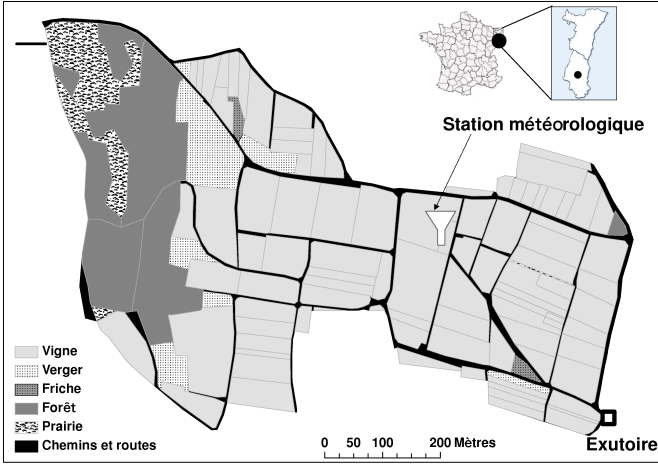 Station météorologique
Vigne
Verger
Friche
Forêt
Prairie
Chemins et routes
0 50 100 200 Mètres
Exutoire